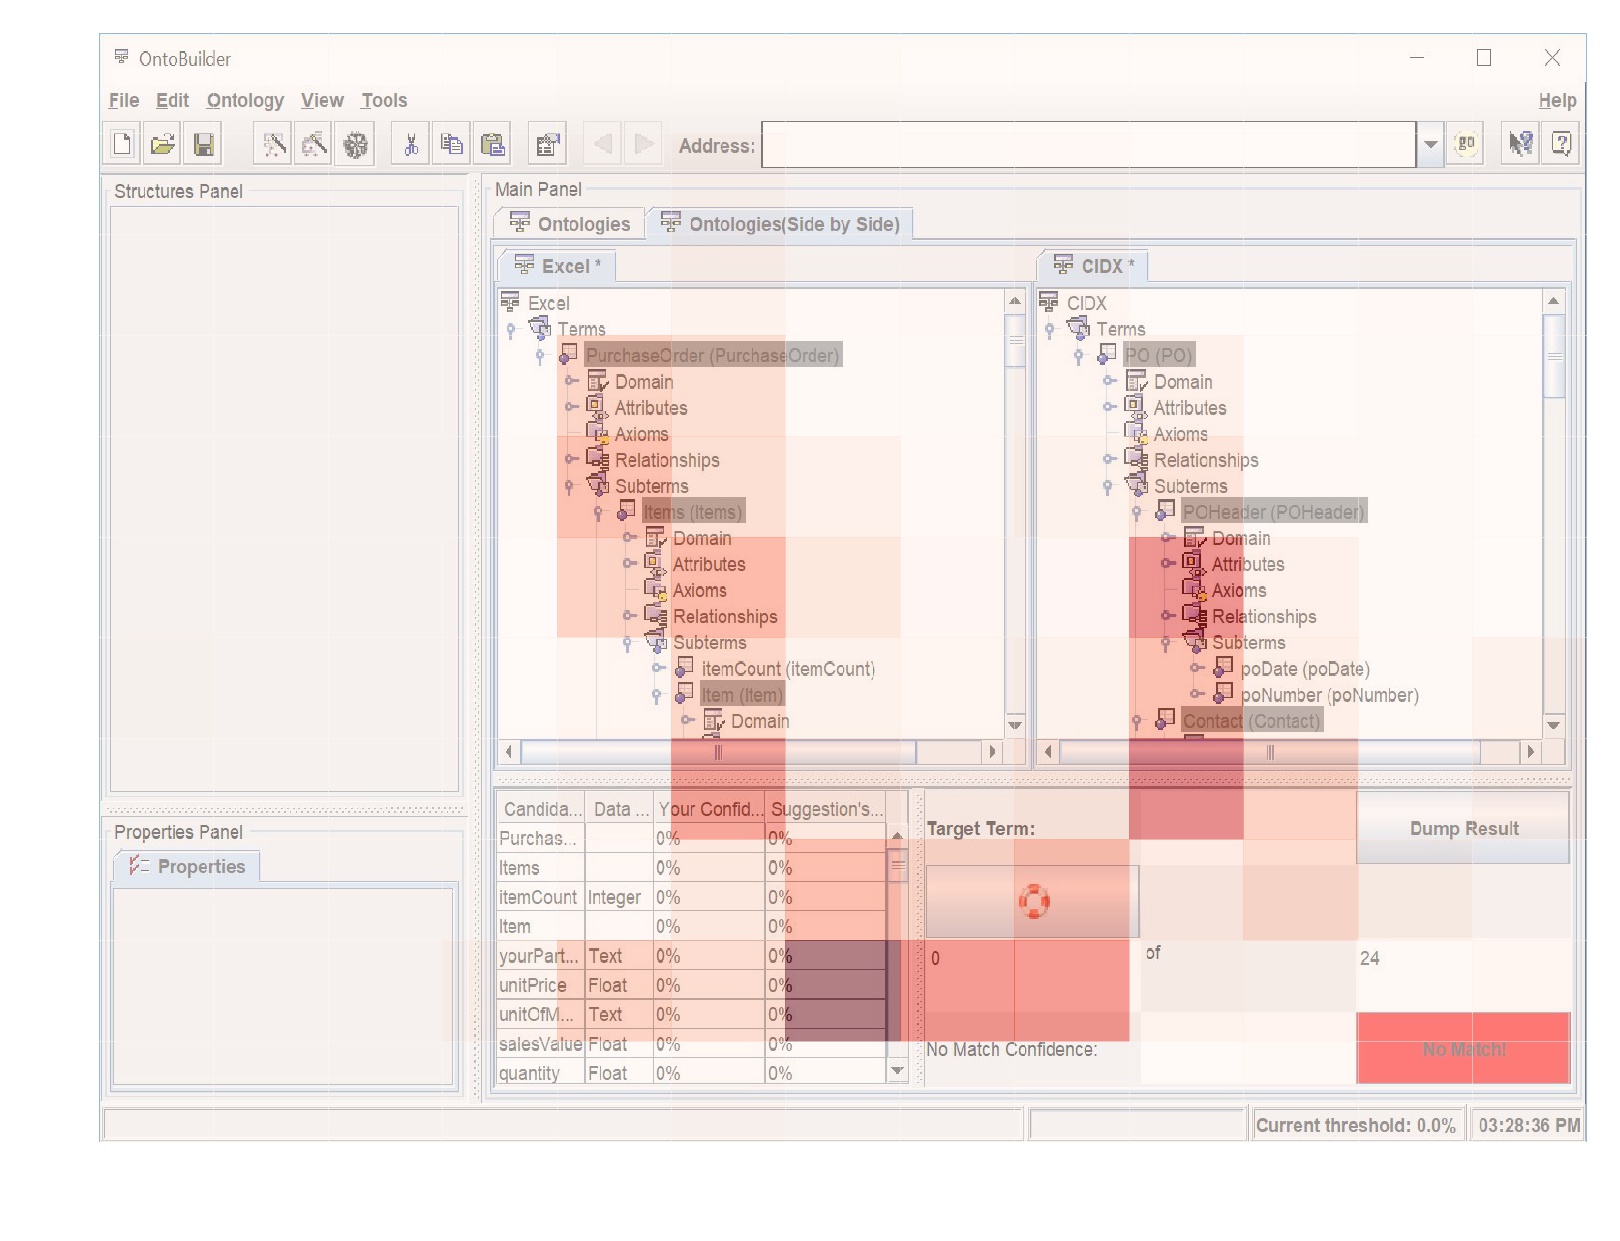 OntoBuilder
File Edit Ontology View Tools Help
Address: go
Structures Panel
Main Panel
Ontologies Ontologies(Side by Side)
Excel *
Excel
Terms
PurchaseOrder (PurchaseOrder)
Domain
Attributes
Axioms
Relationships
Subterms
Items (Items)
Domain
Attributes
Axioms
Relationships
Subterms
itemCount (itemCount)
Item (Item)
Domain
CIDX *
CIDX
Terms
PO (PO)
Domain
Attributes
Axioms
Relationships
Subterms
POHeader (POHeader)
Domain
Attributes
Axioms
Relationships
Subterms
poDate (poDate)
poNumber (poNumber)
Contact (Contact)
Properties Panel
Properties
Candida... Data ... Your Confid... Suggestion's...
Purchas... 0% 0%
Items 0% 0%
itemCount Integer 0% 0%
Item 0% 0%
yourPart... Text 0% 0%
unitPrice Float 0% 0%
unitOfM... Text 0% 0%
salesValue Float 0% 0%
quantity Float 0% 0%
Target Term:
Dump Result
0 of 24
No Match Confidence: No Match!
Current threshold: 0.0% 03:28:36 PM